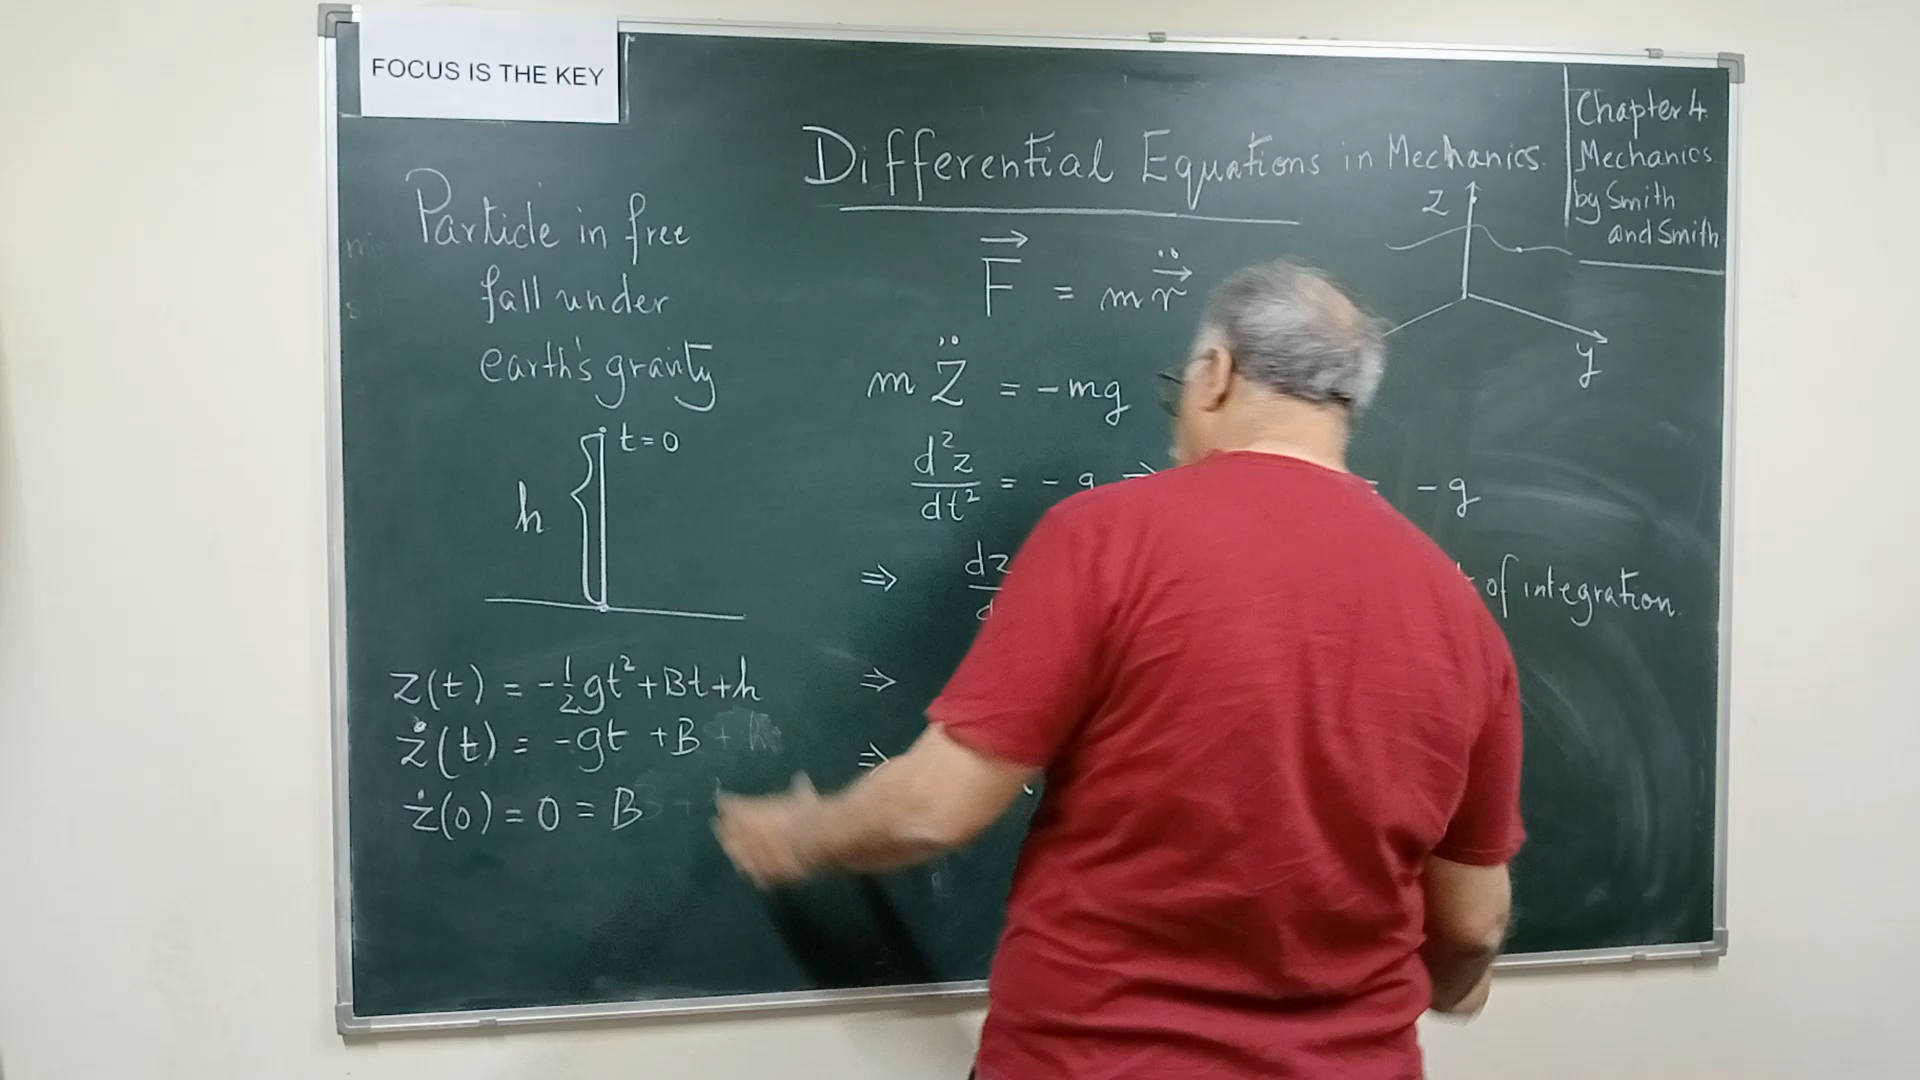 FOCUS IS THE KEY
Chapter 4
Mechanics
by Smith
and Smith
Differential Equations in Mechanics
Particle in free
fall under
earth's gravity
t=0
h
z(t) = -½gt²+Bt+h
ż(t) = -gt +B
ż(0) = 0 = B
F⃗ = m r⃗̈
m z̈ = -mg
d²z/dt² = - g ⇒ = -g
⇒ dz of integration.
⇒
⇒
z
y